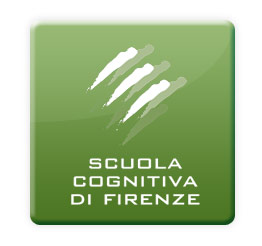 SCUOLA
COGNITIVA
DI FIRENZE